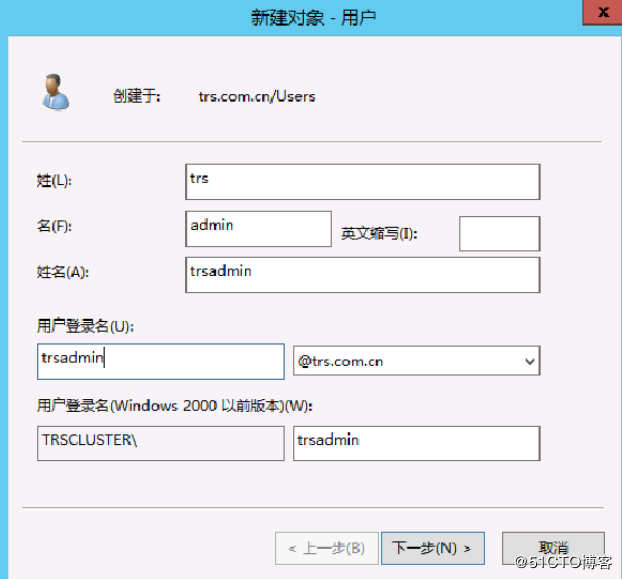 新建对象 - 用户
x
创建于: trs.com.cn/Users
姓(L): trs
名(F): admin 英文缩写(I):
姓名(A): trsadmin
用户登录名(U):
trsadmin @trs.com.cn
用户登录名(Windows 2000 以前版本)(W):
TRSCLUSTER\ trsadmin
< 上一步(B) 下一步(N) > 取消
@51CTO博客